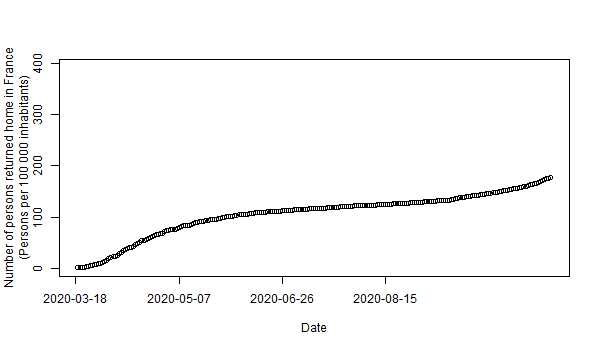 Number of persons returned home in France
(Persons per 100 000 inhabitants)
400
300
200
100
0
2020-03-18 2020-05-07 2020-06-26 2020-08-15
Date